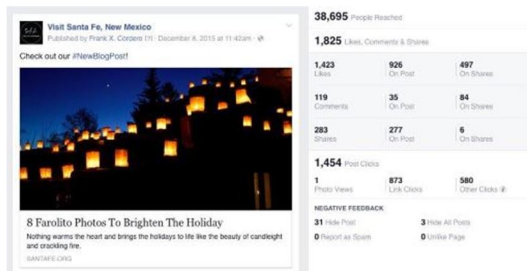 Visit Santa Fe, New Mexico
Published by Frank X. Cordero [?] · December 8, 2015 at 11:42am ·
Check out our #NewBlogPost!
8 Farolito Photos To Brighten The Holiday
Nothing warms the heart and brings the holidays to life like the beauty of candlelight
and crackling fire.
SANTAFE.ORG
38,695 People Reached
1,825 Likes, Comments & Shares
1,423 926 497
Likes On Post On Shares
119 35 84
Comments On Post On Shares
283 277 6
Shares On Post On Shares
1,454 Post Clicks
1 873 580
Photo Views Link Clicks Other Clicks
NEGATIVE FEEDBACK
31 Hide Post 3 Hide All Posts
0 Report as Spam 0 Unlike Page